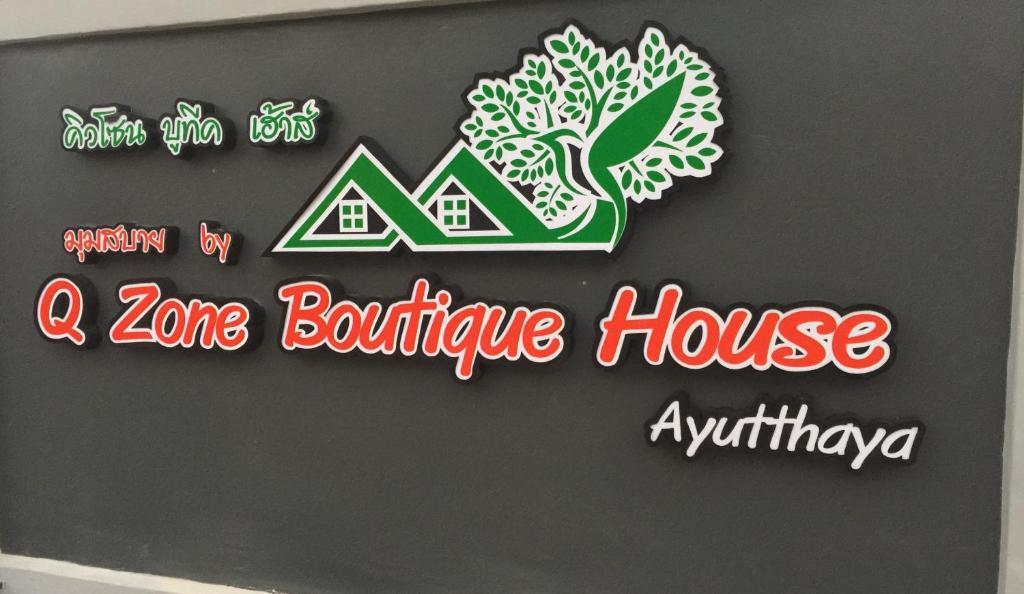 คิวโซน บูทีค เฮ้าส์
มุมสบาย by
Q Zone Boutique House
Ayutthaya